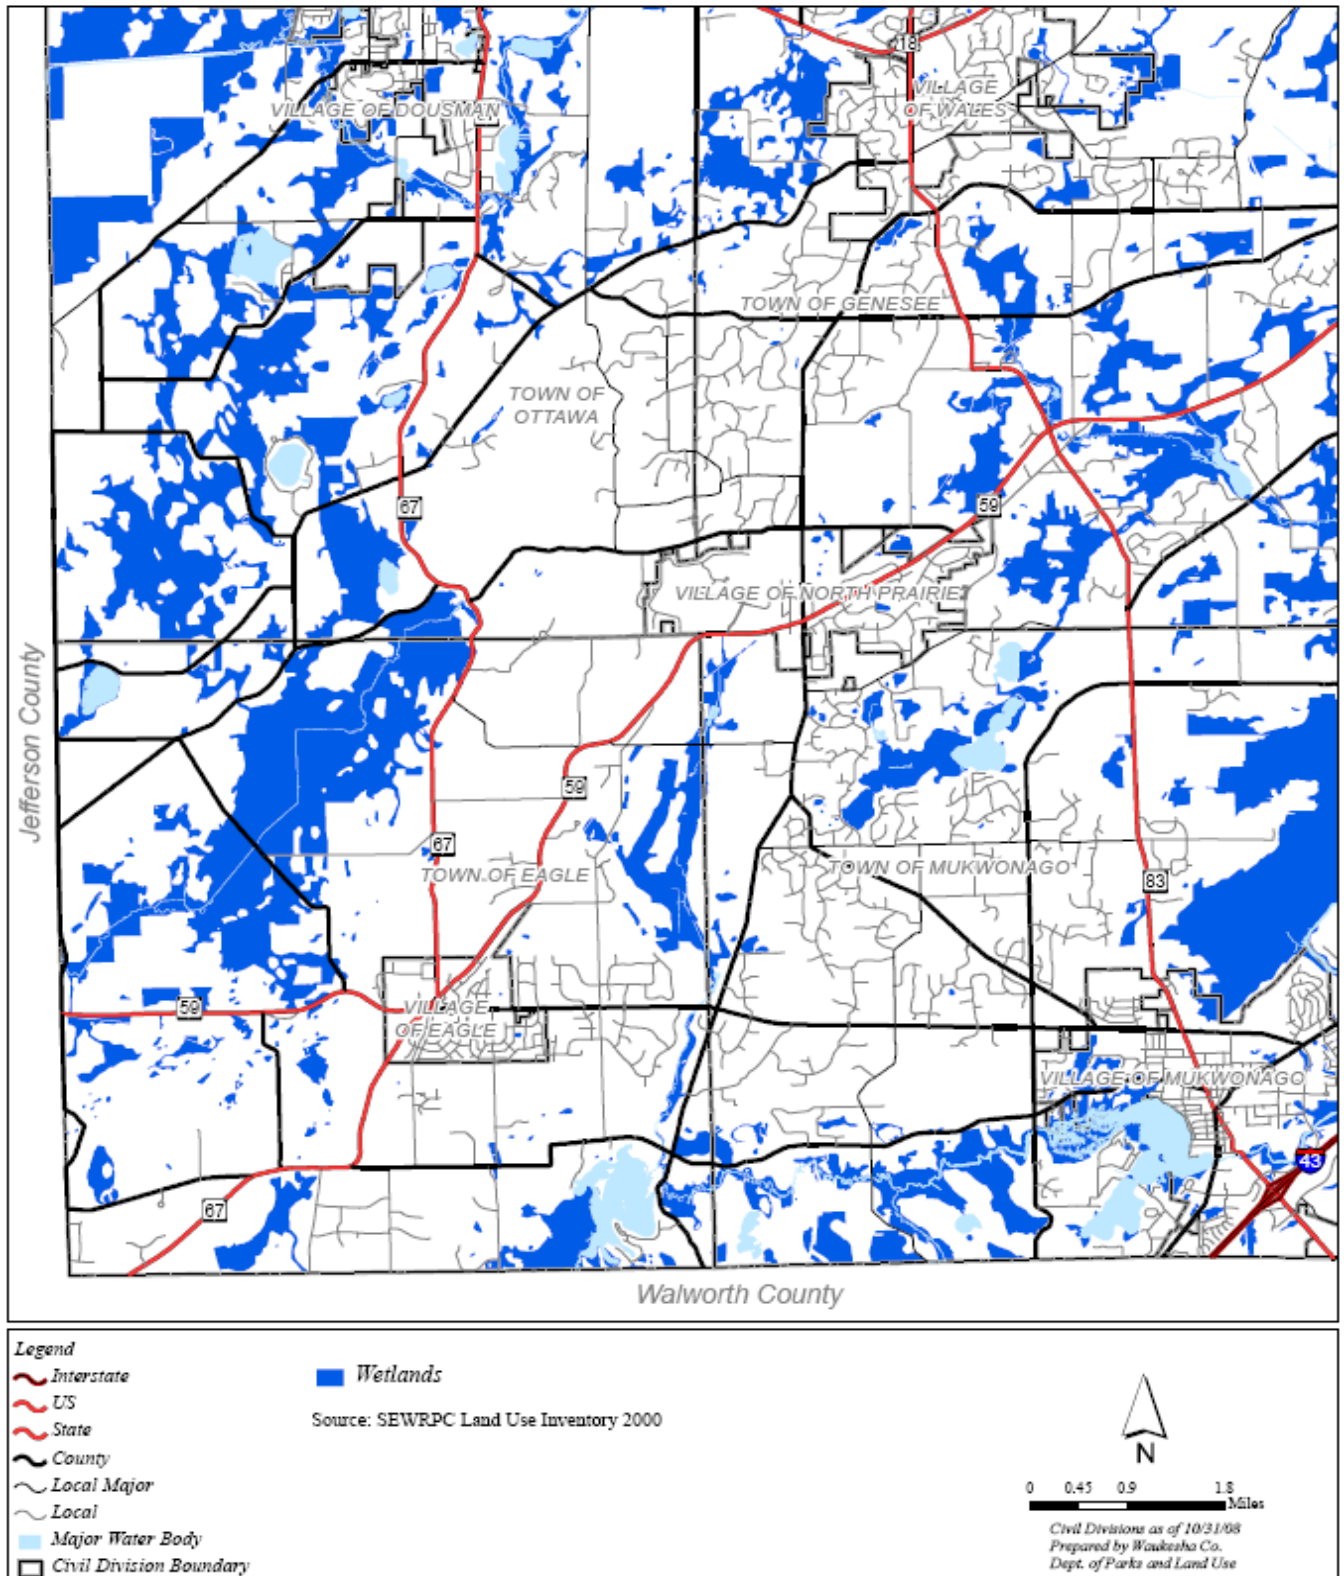 18
VILLAGE
OF WALES
VILLAGE OF DOUSMAN
TOWN OF GENESEE
TOWN OF
OTTAWA
67
59
VILLAGE OF NORTH PRAIRIE
Jefferson County
59
67
TOWN OF EAGLE
TOWN OF MUKWONAGO
83
59
VILLAGE
OF EAGLE
VILLAGE OF MUKWONAGO
43
67
Walworth County
Legend
Interstate
US
State
County
Local Major
Local
Major Water Body
Civil Division Boundary
Wetlands
Source: SEWRPC Land Use Inventory 2000
N
0 0.45 0.9 1.8
Miles
Civil Divisions as of 10/31/08
Prepared by Waukesha Co.
Dept. of Parks and Land Use